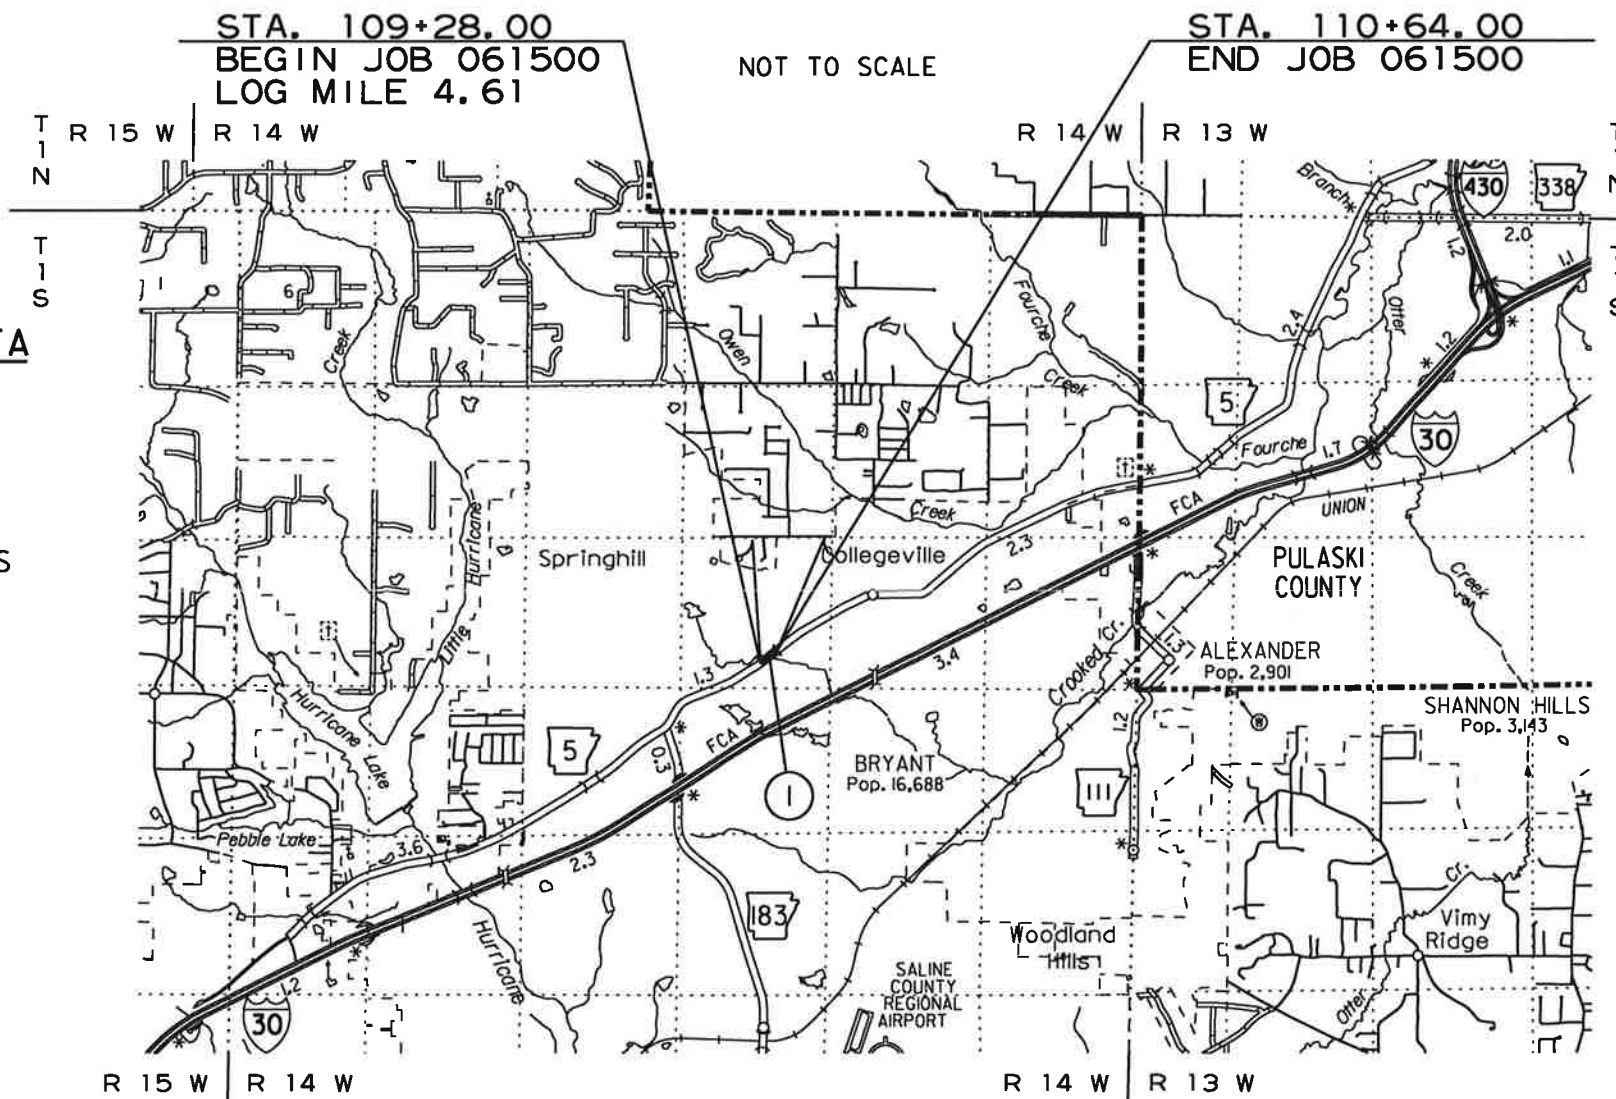 STA. 109+28.00
BEGIN JOB 061500
LOG MILE 4.61
NOT TO SCALE
STA. 110+64.00
END JOB 061500
T1N
R 15 W
R 14 W
R 14 W
R 13 W
T1S
A
S
Branch
430
338
2.0
1.2
1.1
1
6
Creek
Owen
Fourche
Creek
2.4
Otter
1.2
5
30
Fourche
1.7
FCA
UNION
Creek
2.3
Springhill
Collegeville
Little Hurricane
PULASKI
COUNTY
Creek
Crooked Cr.
1.3
ALEXANDER
Pop. 2,901
3.4
1.3
Hurricane
Lake
5
0.3
FCA
1
BRYANT
Pop. 16,688
1.2
111
W
SHANNON HILLS
Pop. 3,143
Pebble Lake
3.6
2.3
183
Hurricane
Woodland
Hills
Cr.
Vimy
Ridge
Otter
SALINE
COUNTY
REGIONAL
AIRPORT
1.2
30
R 15 W
R 14 W
R 14 W
R 13 W